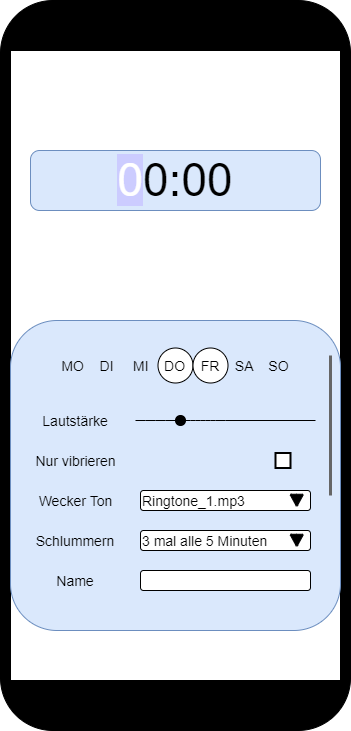 00:00
MO DI MI DO FR SA SO
Lautstärke
Nur vibrieren
Wecker Ton Ringtone_1.mp3
Schlummern 3 mal alle 5 Minuten
Name